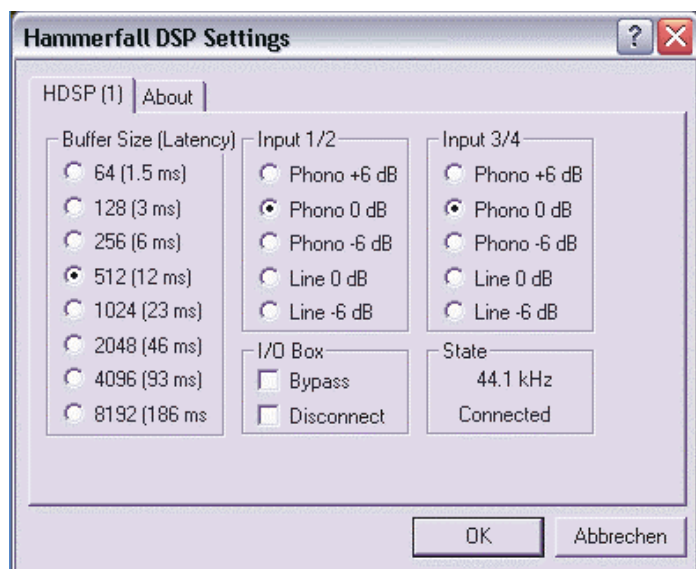 Hammerfall DSP Settings
HDSP (1)
About
Buffer Size (Latency)
64 (1.5 ms)
128 (3 ms)
256 (6 ms)
512 (12 ms)
1024 (23 ms)
2048 (46 ms)
4096 (93 ms)
8192 (186 ms
Input 1/2
Phono +6 dB
Phono 0 dB
Phono -6 dB
Line 0 dB
Line -6 dB
Input 3/4
Phono +6 dB
Phono 0 dB
Phono -6 dB
Line 0 dB
Line -6 dB
I/O Box
Bypass
Disconnect
State
44.1 kHz
Connected
OK
Abbrechen